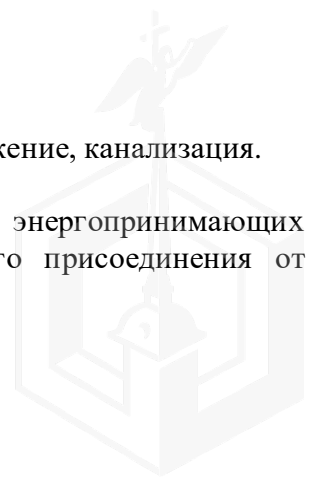 жение, канализация.
энергопринимающих
го присоединения от